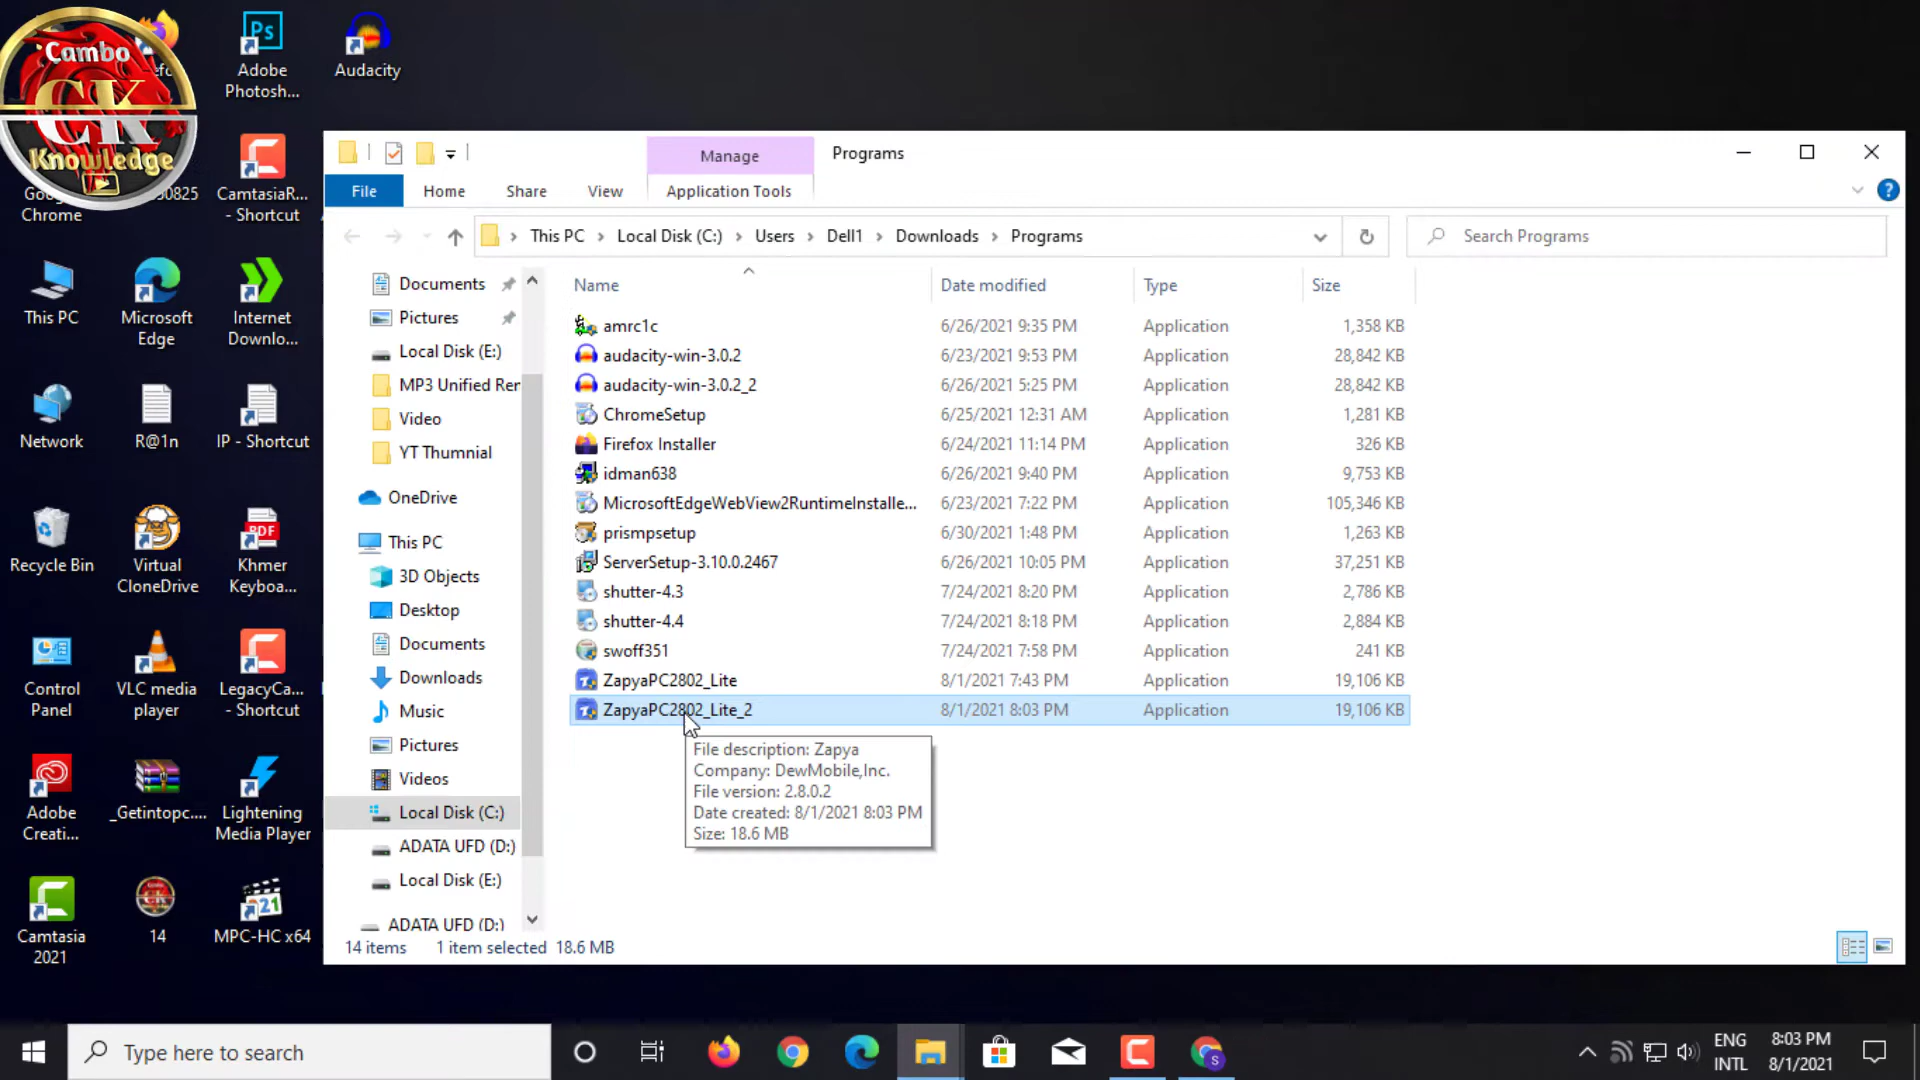 Cambo
CK
Knowledge
Adobe
Photosh...
Audacity
Chrome
CamtasiaR...
- Shortcut
This PC
Microsoft
Edge
Internet
Downlo...
Network
R@1n
IP - Shortcut
Recycle Bin
Virtual
CloneDrive
PDF
Khmer
Keyboa...
Control
Panel
VLC media
player
LegacyCa...
- Shortcut
Adobe
Creati...
_Getintopc....
Lightening
Media Player
Camtasia
2021
14
MPC-HC x64
Manage
Programs
File
Home
Share
View
Application Tools
This PC
Local Disk (C:)
Users
Dell1
Downloads
Programs
Search Programs
Documents
Pictures
Local Disk (E:)
MP3 Unified Rer
Video
YT Thumnial
OneDrive
This PC
3D Objects
Desktop
Documents
Downloads
Music
Pictures
Videos
Local Disk (C:)
ADATA UFD (D:)
Local Disk (E:)
ADATA UFD (D:)
Name Date modified Type Size
amrc1c 6/26/2021 9:35 PM Application 1,358 KB
audacity-win-3.0.2 6/23/2021 9:53 PM Application 28,842 KB
audacity-win-3.0.2_2 6/26/2021 5:25 PM Application 28,842 KB
ChromeSetup 6/25/2021 12:31 AM Application 1,281 KB
Firefox Installer 6/24/2021 11:14 PM Application 326 KB
idman638 6/26/2021 9:40 PM Application 9,753 KB
MicrosoftEdgeWebView2RuntimeInstalle... 6/23/2021 7:22 PM Application 105,346 KB
prismpsetup 6/30/2021 1:48 PM Application 1,263 KB
ServerSetup-3.10.0.2467 6/26/2021 10:05 PM Application 37,251 KB
shutter-4.3 7/24/2021 8:20 PM Application 2,786 KB
shutter-4.4 7/24/2021 8:18 PM Application 2,884 KB
swoff351 7/24/2021 7:58 PM Application 241 KB
ZapyaPC2802_Lite 8/1/2021 7:43 PM Application 19,106 KB
ZapyaPC2802_Lite_2 8/1/2021 8:03 PM Application 19,106 KB
File description: Zapya
Company: DewMobile,Inc.
File version: 2.8.0.2
Date created: 8/1/2021 8:03 PM
Size: 18.6 MB
14 items 1 item selected 18.6 MB
Type here to search
ENG
INTL
8:03 PM
8/1/2021